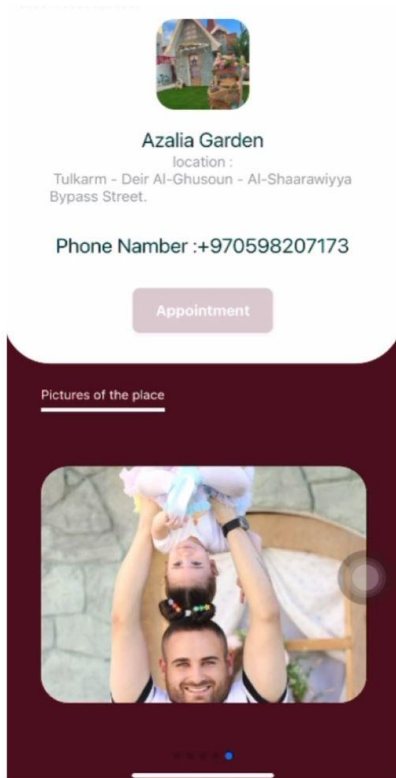 Azalia Garden
location :
Tulkarm - Deir Al-Ghusoun - Al-Shaarawiyya
Bypass Street.
Phone Namber :+970598207173
Appointment
Pictures of the place